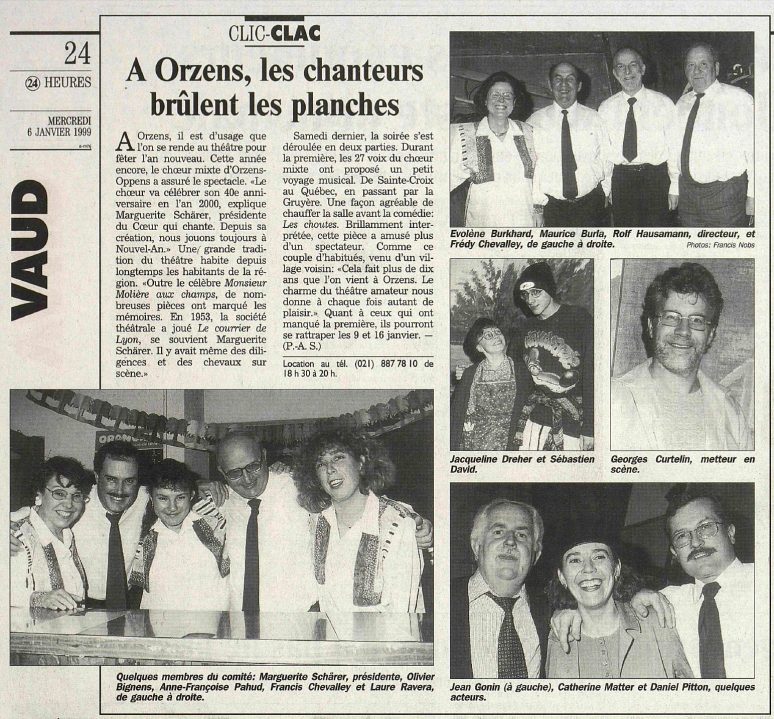 24
24 HEURES
MERCREDI
6 JANVIER 1999
VAUD
CLIC-CLAC
A Orzens, les chanteurs
brûlent les planches
A Orzens, il est d'usage que
l'on se rende au théâtre pour
fêter l'an nouveau. Cette année
encore, le chœur mixte d'Orzens-
Oppens a assuré le spectacle. «Le
chœur va célébrer son 40e anni-
versaire en l'an 2000, explique
Marguerite Schärer, présidente
du Cœur qui chante. Depuis sa
création, nous jouons toujours à
Nouvel-An.» Une/ grande tradi-
tion du théâtre habite depuis
longtemps les habitants de la ré-
gion. «Outre le célèbre Monsieur
Molière aux champs, de nom-
breuses pièces ont marqué les
mémoires. En 1953, la société
théâtrale a joué Le courrier de
Lyon, se souvient Marguerite
Schärer. Il y avait même des dili-
gences et des chevaux sur
scène.»
Samedi dernier, la soirée s'est
déroulée en deux parties. Durant
la première, les 27 voix du chœur
mixte ont proposé un petit
voyage musical. De Sainte-Croix
au Québec, en passant par la
Gruyère. Une façon agréable de
chauffer la salle avant la comédie:
Les choutes. Brillamment inter-
prétée, cette pièce a amusé plus
d'un spectateur. Comme ce
couple d'habitués, venu d'un vil-
lage voisin: «Cela fait plus de dix
ans que l'on vient à Orzens. Le
charme du théâtre amateur nous
donne à chaque fois autant de
plaisir.» Quant à ceux qui ont
manqué la première, ils pourront
se rattraper les 9 et 16 janvier. —
(P.-A. S.)
Location au tél. (021) 887 78 10 de
18 h 30 à 20 h.
Evolène Burkhard, Maurice Burla, Rolf Hausamann, directeur, et
Frédy Chevalley, de gauche à droite.
Photos: Francis Nobs
Jacqueline Dreher et Sébastien
David.
Georges Curtelin, metteur en
scène.
Quelques membres du comité: Marguerite Schärer, présidente, Olivier
Bignens, Anne-Françoise Pahud, Francis Chevalley et Laure Ravera,
de gauche à droite.
Jean Gonin (à gauche), Catherine Matter et Daniel Pitton, quelques
acteurs.